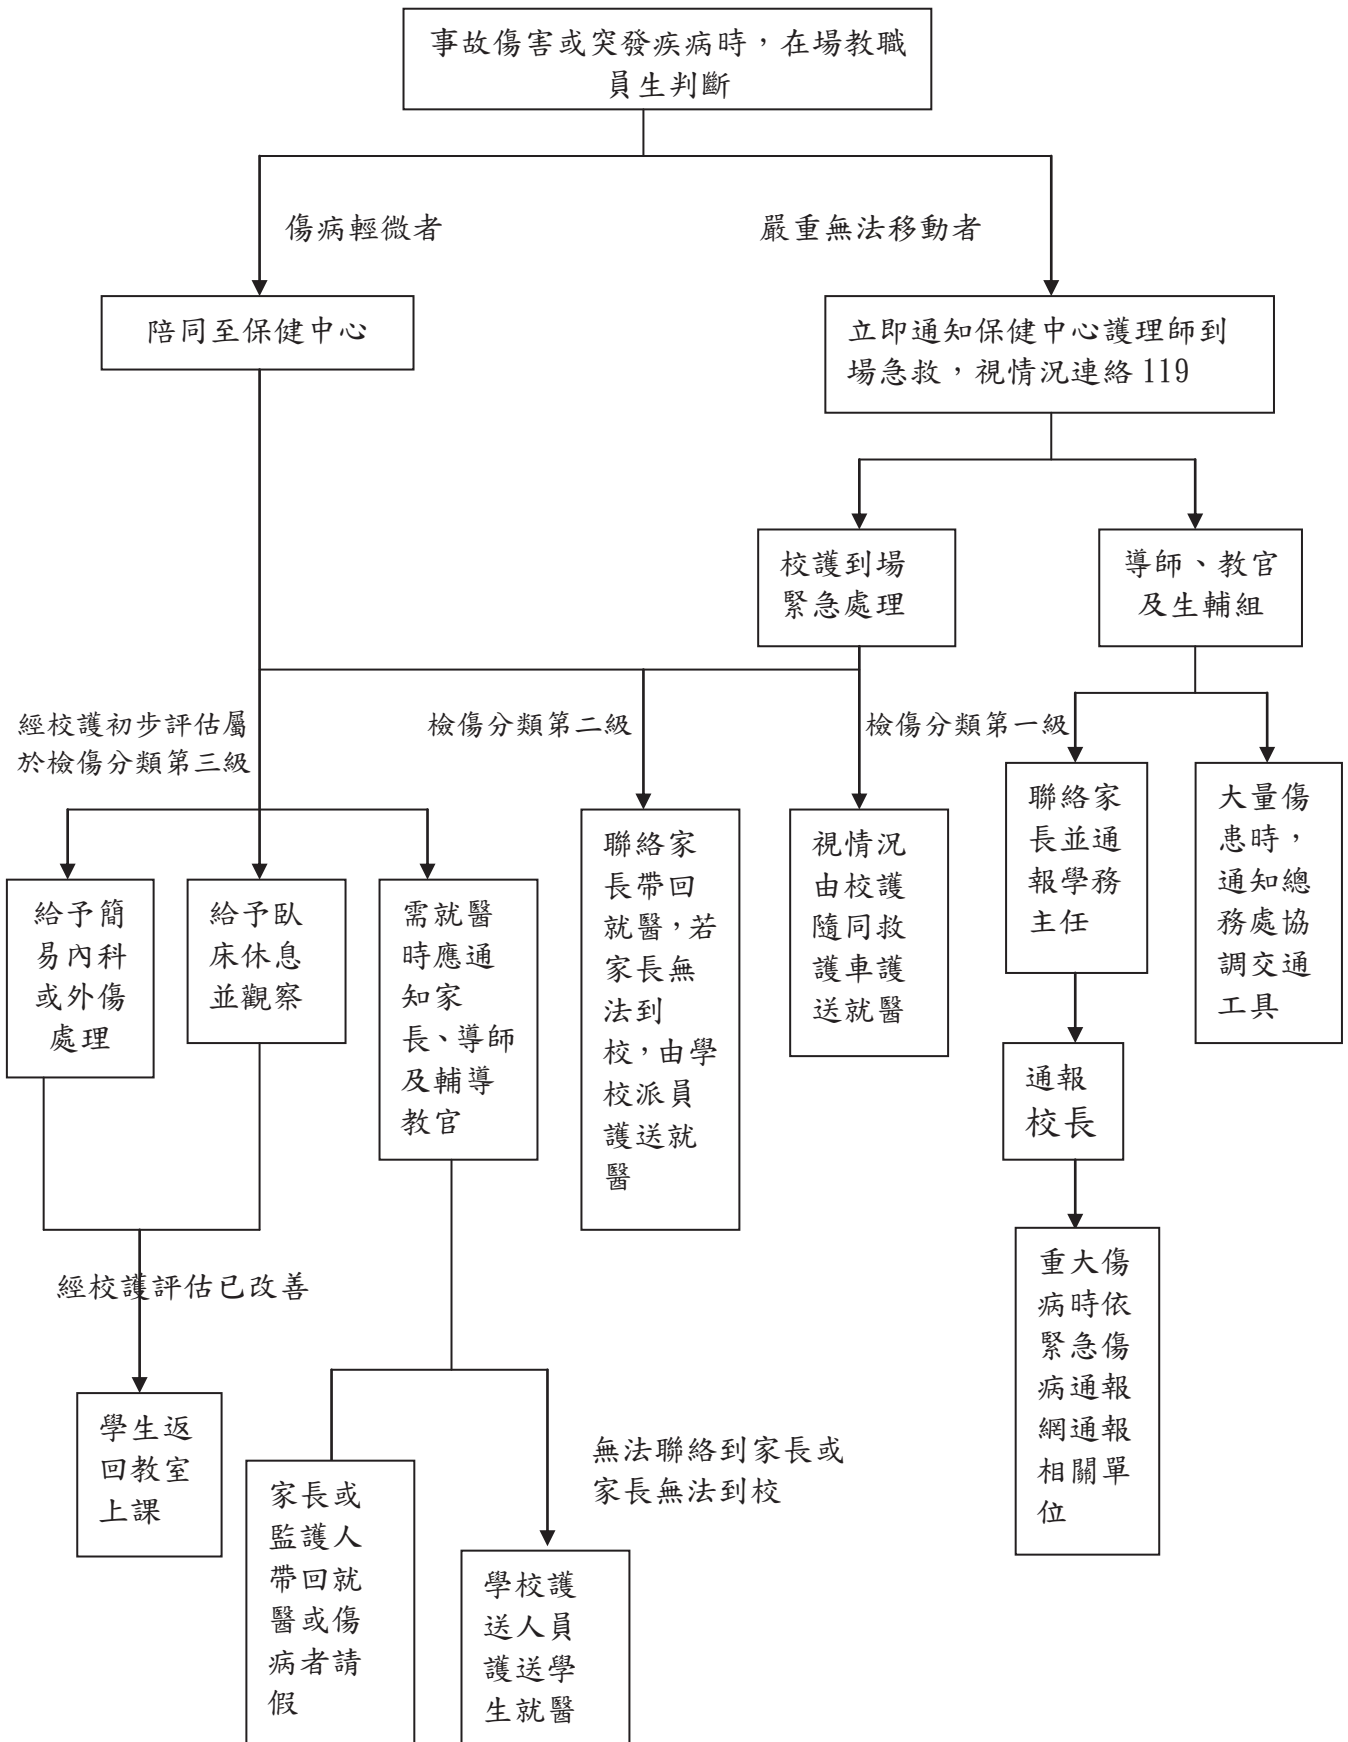 事故傷害或突發疾病時，在場教職
員生判斷
傷病輕微者
嚴重無法移動者
陪同至保健中心
立即通知保健中心護理師到
場急救，視情況連絡 119
校護到場
緊急處理
導師、教官
及生輔組
經校護初步評估屬
於檢傷分類第三級
檢傷分類第二級
檢傷分類第一級
給予簡
易內科
或外傷
處理
給予臥
床休息
並觀察
需就醫
時應通
知家
長、導師
及輔導
教官
聯絡家
長帶回
就醫，若
家長無
法到
校，由學
校派員
護送就
醫
視情況
由校護
隨同救
護車護
送就醫
聯絡家
長並通
報學務
主任
大量傷
患時，
通知總
務處協
調交通
工具
通報
校長
經校護評估已改善
重大傷
病時依
緊急傷
病通報
網通報
相關單
位
學生返
回教室
上課
家長或
監護人
帶回就
醫或傷
病者請
假
無法聯絡到家長或
家長無法到校
學校護
送人員
護送學
生就醫